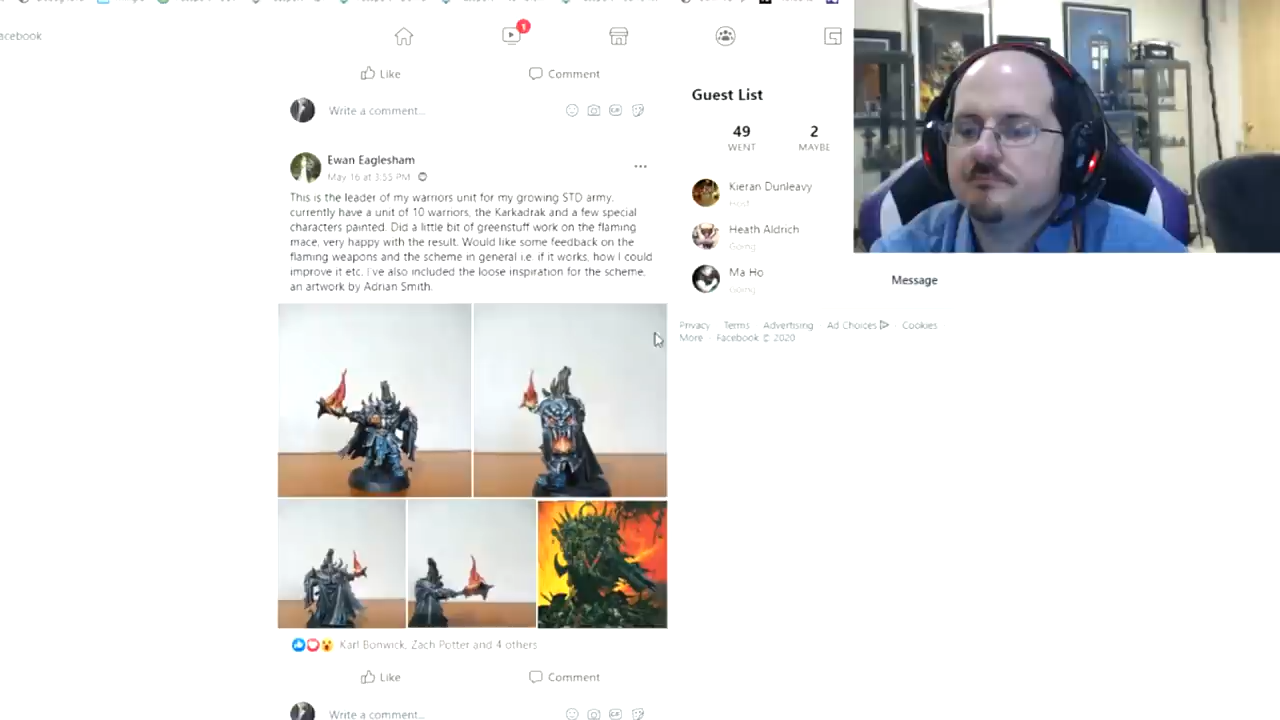 acebook
1
Like
Comment
Write a comment...
Guest List
49
WENT
2
MAYBE
Ewan Eaglesham
May 16 at 3:55 PM
This is the leader of my warriors unit for my growing STD army.
currently have a unit of 10 warriors, the Karkadrak and a few special
characters painted. Did a little bit of greenstuff work on the flaming
mace, very happy with the result. Would like some feedback on the
flaming weapons and the scheme in general i.e. if it works, how I could
improve it etc. I've also included the loose inspiration for the scheme,
an artwork by Adrian Smith.
Kieran Dunleavy
Host
Heath Aldrich
Going
Ma Ho
Going
Message
Privacy Terms Advertising Ad Choices Cookies
More · Facebook © 2020
Karl Bonwick, Zach Potter and 4 others
Like
Comment
Write a comment...